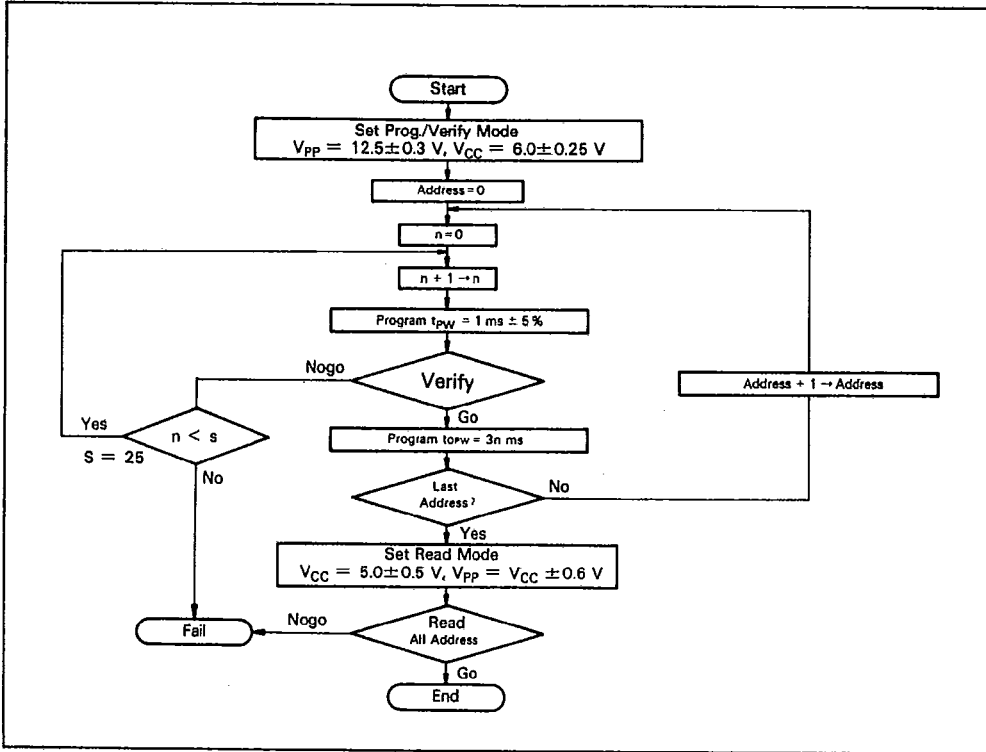 Start
Set Prog./Verify Mode
VPP = 12.5±0.3 V, VCC = 6.0±0.25 V
Address=0
n=0
n + 1 → n
Program tPW = 1 ms ± 5%
Nogo
Verify
Address + 1 → Address
Go
Yes
n < s
Program tOPW = 3n ms
S = 25
No
Last
Address?
No
Yes
Set Read Mode
VCC = 5.0±0.5 V, VPP = VCC ±0.6 V
Fail
Nogo
Read
All Address
Go
End